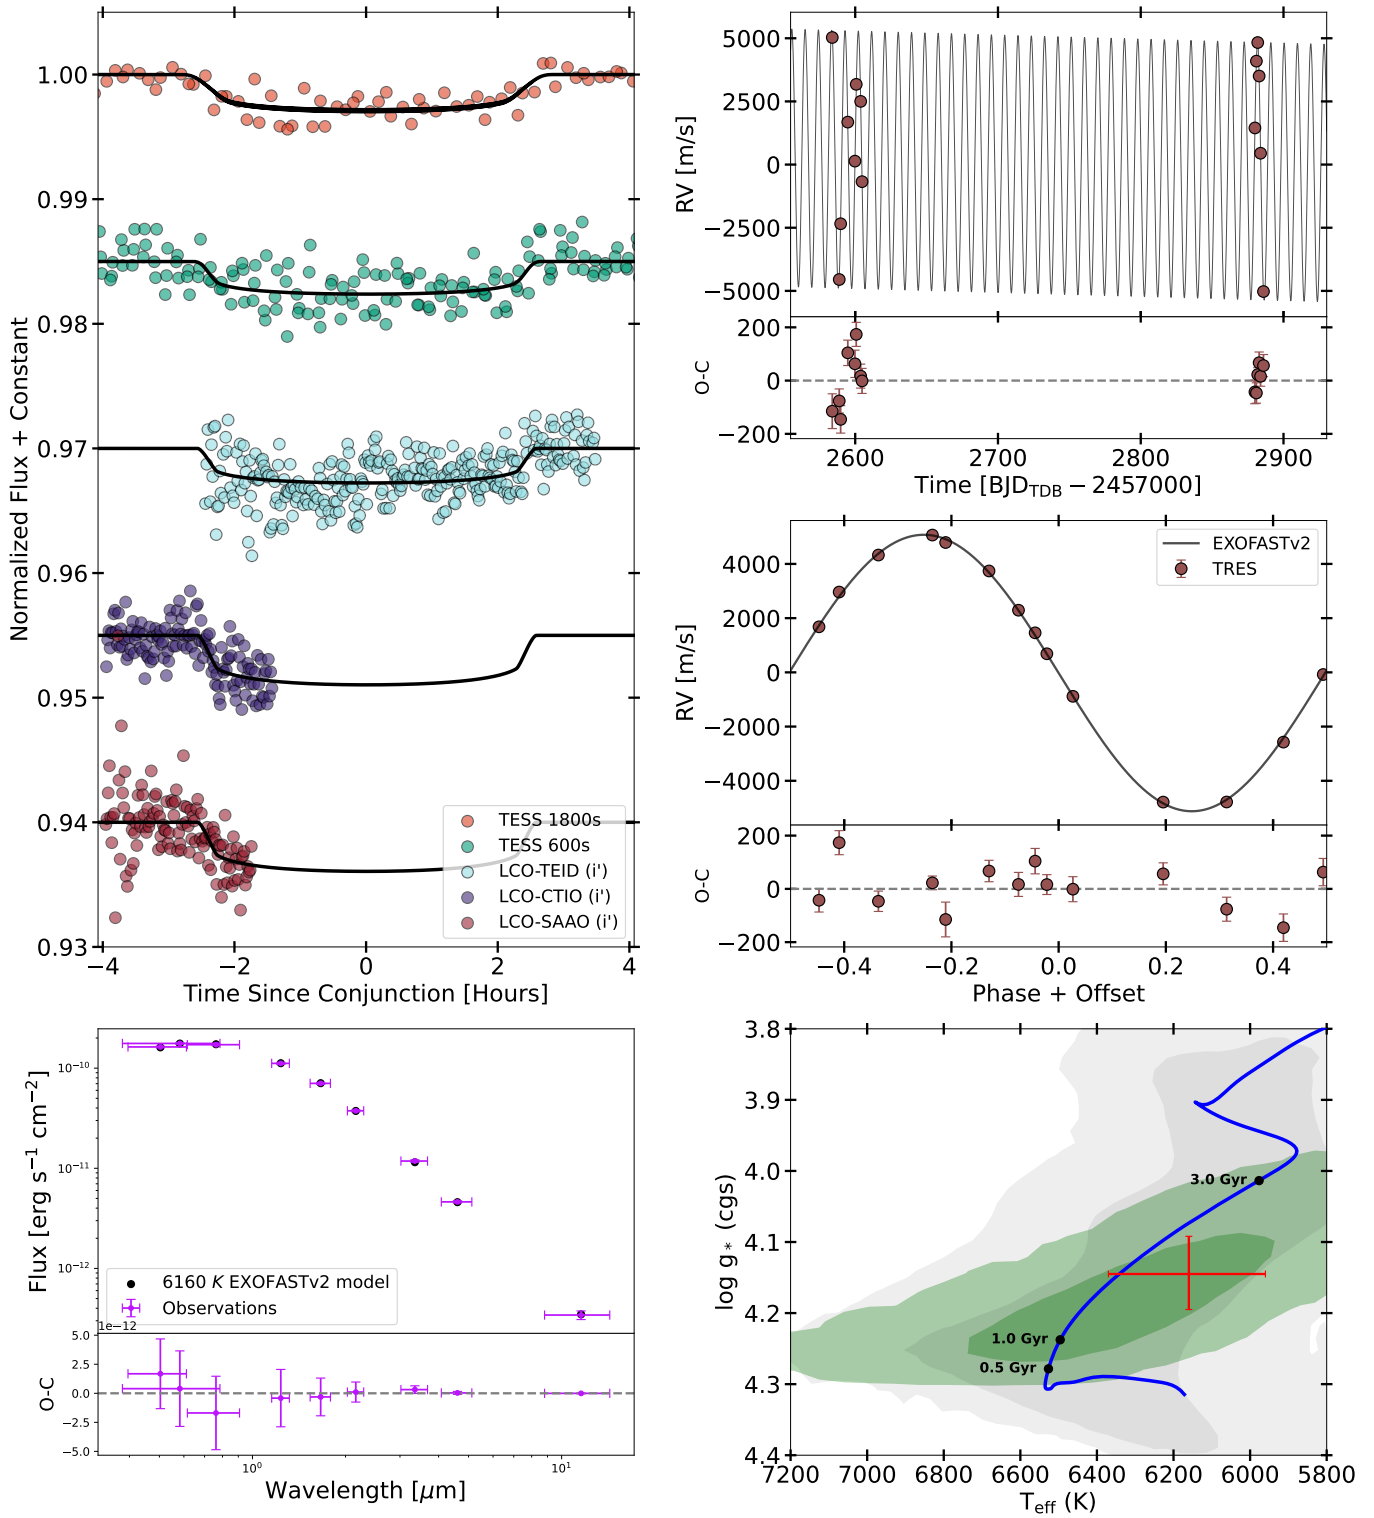 1.00
0.99
0.98
0.97
0.96
0.95
0.94
0.93
Normalized Flux + Constant
−4 −2 0 2 4
Time Since Conjunction [Hours]
TESS 1800s
TESS 600s
LCO-TEID (i')
LCO-CTIO (i')
LCO-SAAO (i')
5000
2500
0
−2500
−5000
RV [m/s]
200
0
−200
O-C
2600 2700 2800 2900
Time [BJD_TDB − 2457000]
EXOFASTv2
TRES
4000
2000
0
−2000
−4000
RV [m/s]
200
0
−200
O-C
−0.4 −0.2 0.0 0.2 0.4
Phase + Offset
10⁻¹⁰
10⁻¹¹
10⁻¹²
Flux [erg s⁻¹ cm⁻²]
6160 K EXOFASTv2 model
Observations
1e−12
5.0
2.5
0.0
−2.5
−5.0
O-C
10⁰ 10¹
Wavelength [μm]
3.8
3.9
4.0
4.1
4.2
4.3
4.4
log g* (cgs)
3.0 Gyr
1.0 Gyr
0.5 Gyr
7200 7000 6800 6600 6400 6200 6000 5800
T_eff (K)